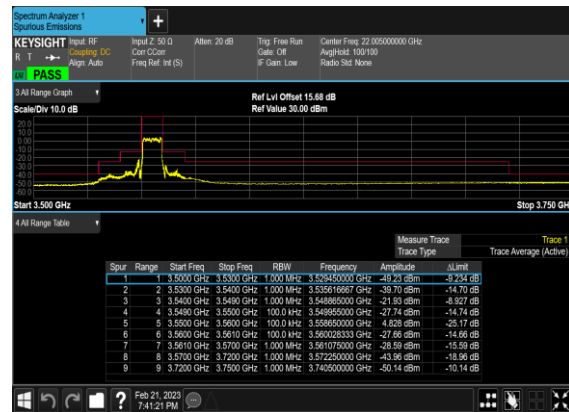 Spectrum Analyzer 1
Spurious Emissions
KEYSIGHT Input: RF Input Z: 50 Ω Atten: 20 dB Trig: Free Run Center Freq: 22.005000000 GHz
R T Coupling: DC Corr CCorr Gate: Off Avg|Hold: 100/100
Align: Auto Freq Ref: Int (S) IF Gain: Low Radio Std: None
PASS
3 All Range Graph
Ref Lvl Offset 15.68 dB
Scale/Div 10.0 dB Ref Value 30.00 dBm
20.0
10.0
0.00
-10.0
-20.0
-30.0
-40.0
-50.0
-60.0
Start 3.500 GHz Stop 3.750 GH
4 All Range Table
Measure Trace Trace 1
Trace Type Trace Average (Active)
Spur Range Start Freq Stop Freq RBW Frequency Amplitude ΔLimit
1 1 3.5000 GHz 3.5300 GHz 1.000 MHz 3.529450000 GHz -49.23 dBm -9.234 dB
2 2 3.5300 GHz 3.5400 GHz 1.000 MHz 3.535616667 GHz -39.70 dBm -14.70 dB
3 3 3.5400 GHz 3.5490 GHz 1.000 MHz 3.548865000 GHz -21.93 dBm -8.927 dB
4 4 3.5490 GHz 3.5500 GHz 100.0 kHz 3.549955000 GHz -27.74 dBm -14.74 dB
5 5 3.5500 GHz 3.5600 GHz 100.0 kHz 3.558650000 GHz 4.828 dBm -25.17 dB
6 6 3.5600 GHz 3.5610 GHz 100.0 kHz 3.560028333 GHz -27.66 dBm -14.66 dB
7 7 3.5610 GHz 3.5700 GHz 1.000 MHz 3.561075000 GHz -28.59 dBm -15.59 dB
8 8 3.5700 GHz 3.7200 GHz 1.000 MHz 3.572250000 GHz -43.96 dBm -18.96 dB
9 9 3.7200 GHz 3.7500 GHz 1.000 MHz 3.740500000 GHz -50.14 dBm -10.14 dB
Feb 21, 2023
7:41:21 PM